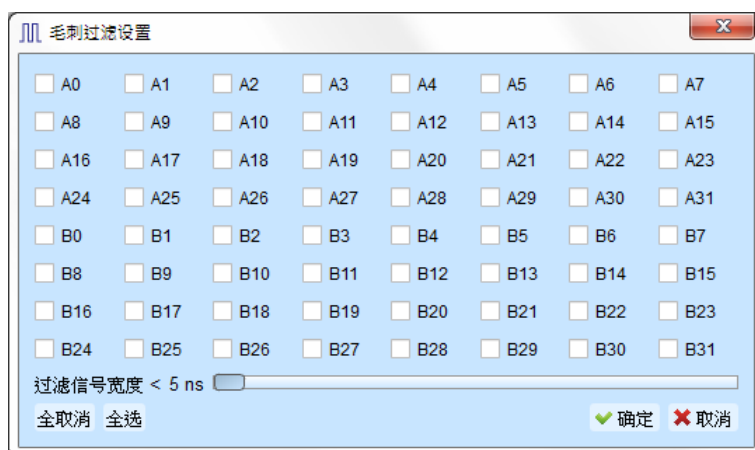 毛刺过滤设置
A0 A1 A2 A3 A4 A5 A6 A7
A8 A9 A10 A11 A12 A13 A14 A15
A16 A17 A18 A19 A20 A21 A22 A23
A24 A25 A26 A27 A28 A29 A30 A31
B0 B1 B2 B3 B4 B5 B6 B7
B8 B9 B10 B11 B12 B13 B14 B15
B16 B17 B18 B19 B20 B21 B22 B23
B24 B25 B26 B27 B28 B29 B30 B31
过滤信号宽度 < 5 ns
全取消 全选 确定 取消